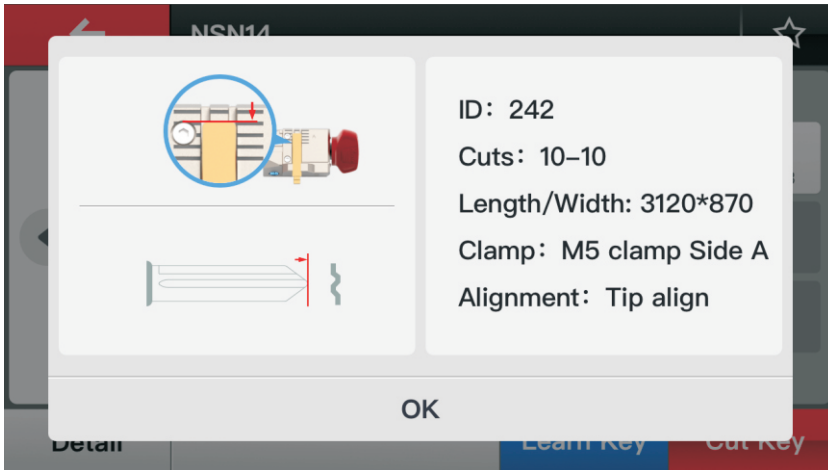 NSN14
ID: 242
Cuts: 10-10
Length/Width: 3120*870
Clamp: M5 clamp Side A
Alignment: Tip align
OK
Detail
Learn Key
Cut Key